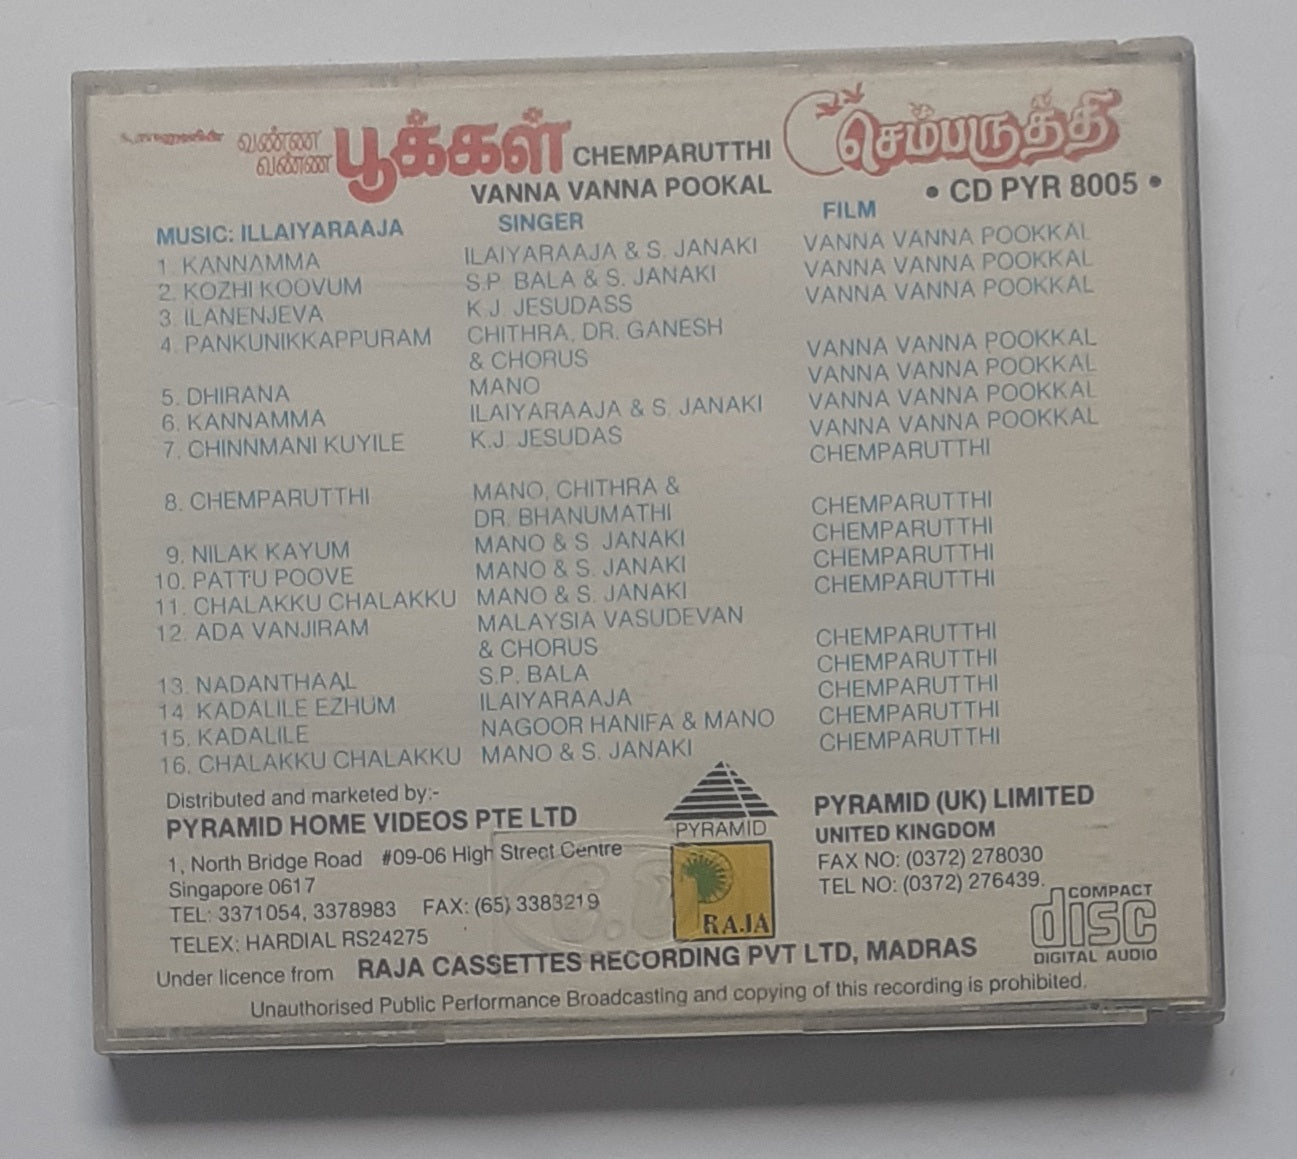 வண்ண வண்ண பூக்கள் CHEMPARUTTHI செம்பருத்தி
VANNA VANNA POOKAL • CD PYR 8005 •
MUSIC: ILLAIYARAAJA SINGER FILM
1. KANNAMMA ILAIYARAAJA & S. JANAKI VANNA VANNA POOKKAL
2. KOZHI KOOVUM S.P. BALA & S. JANAKI VANNA VANNA POOKKAL
3. ILANENJEVA K.J. JESUDASS VANNA VANNA POOKKAL
4. PANKUNIKKAPPURAM CHITHRA, DR. GANESH
& CHORUS VANNA VANNA POOKKAL
5. DHIRANA MANO VANNA VANNA POOKKAL
6. KANNAMMA ILAIYARAAJA & S. JANAKI VANNA VANNA POOKKAL
7. CHINNMANI KUYILE K.J. JESUDAS VANNA VANNA POOKKAL
CHEMPARUTTHI
8. CHEMPARUTTHI MANO, CHITHRA &
DR. BHANUMATHI CHEMPARUTTHI
9. NILAK KAYUM MANO & S. JANAKI CHEMPARUTTHI
10. PATTU POOVE MANO & S. JANAKI CHEMPARUTTHI
11. CHALAKKU CHALAKKU MANO & S. JANAKI CHEMPARUTTHI
12. ADA VANJIRAM MALAYSIA VASUDEVAN
& CHORUS CHEMPARUTTHI
13. NADANTHAAL S.P. BALA CHEMPARUTTHI
14. KADALILE EZHUM ILAIYARAAJA CHEMPARUTTHI
15. KADALILE NAGOOR HANIFA & MANO CHEMPARUTTHI
16. CHALAKKU CHALAKKU MANO & S. JANAKI CHEMPARUTTHI
Distributed and marketed by:-
PYRAMID HOME VIDEOS PTE LTD
1, North Bridge Road #09-06 High Street Centre
Singapore 0617
TEL: 3371054, 3378983 FAX: (65) 3383219
TELEX: HARDIAL RS24275
PYRAMID
RAJA
PYRAMID (UK) LIMITED
UNITED KINGDOM
FAX NO: (0372) 278030
TEL NO: (0372) 276439.
COMPACT
disc
DIGITAL AUDIO
Under licence from RAJA CASSETTES RECORDING PVT LTD, MADRAS
Unauthorised Public Performance Broadcasting and copying of this recording is prohibited.